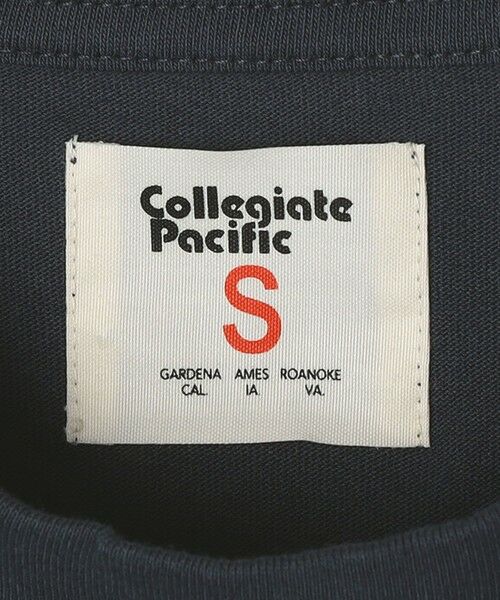 Collegiate
Pacific
S
GARDENA AMES ROANOKE
CAL. IA. VA.